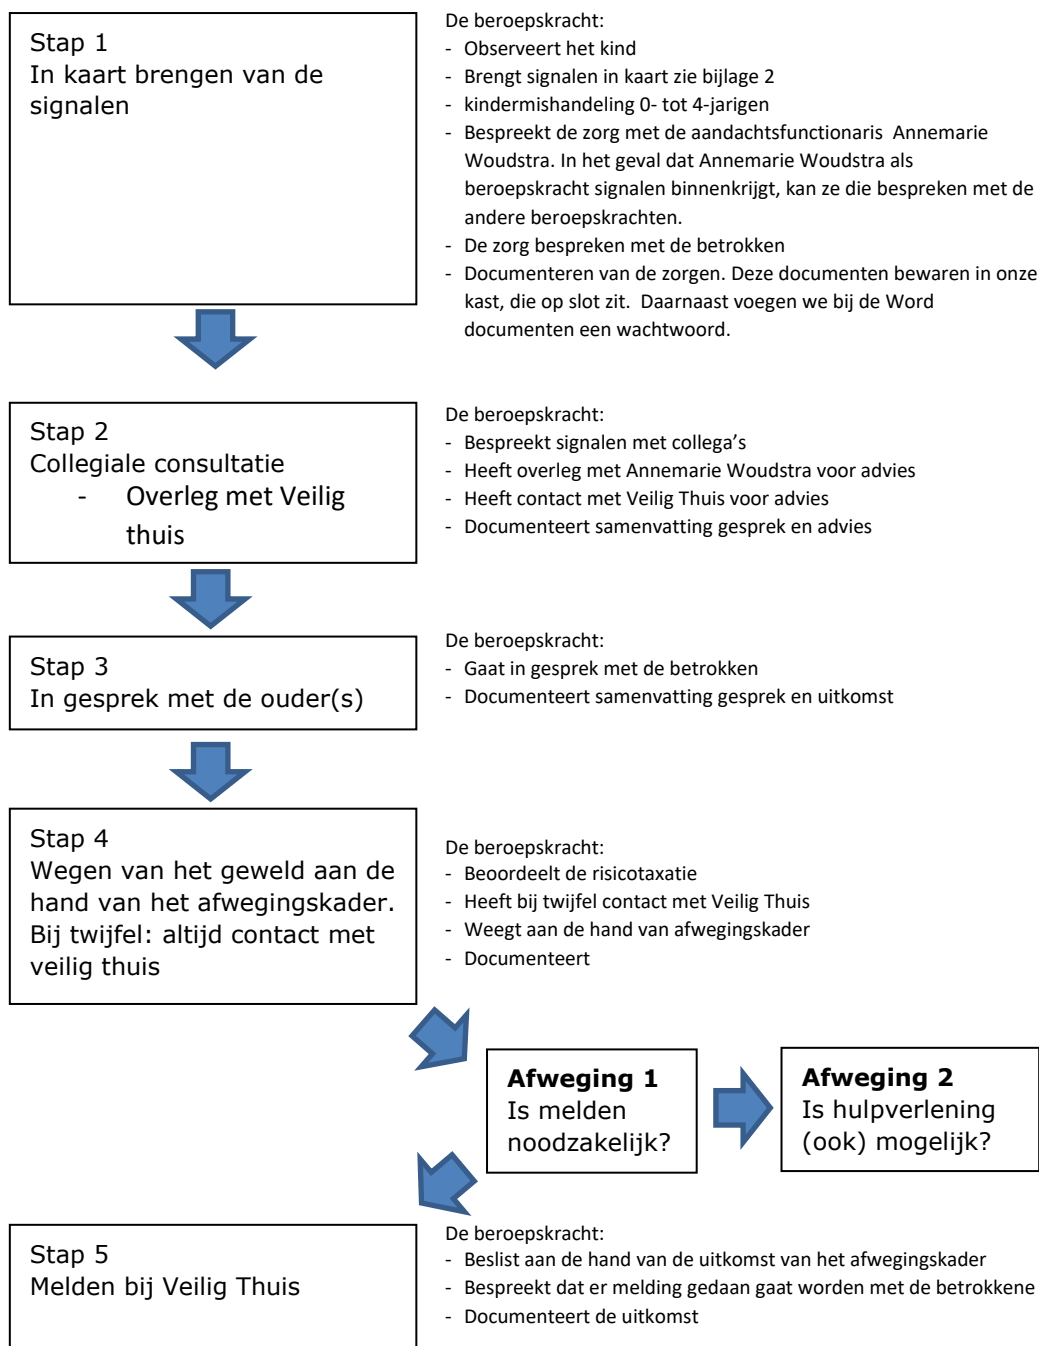 Stap 1
In kaart brengen van de
signalen
De beroepskracht:
- Observeert het kind
- Brengt signalen in kaart zie bijlage 2
- kindermishandeling 0- tot 4-jarigen
- Bespreekt de zorg met de aandachtsfunctionaris  Annemarie
Woudstra. In het geval dat Annemarie Woudstra als
beroepskracht signalen binnenkrijgt, kan ze die bespreken met de
andere beroepskrachten.
- De zorg bespreken met de betrokken
- Documenteren van de zorgen. Deze documenten bewaren in onze
kast, die op slot zit.  Daarnaast voegen we bij de Word
documenten een wachtwoord.
Stap 2
Collegiale consultatie
- Overleg met Veilig
thuis
De beroepskracht:
- Bespreekt signalen met collega's
- Heeft overleg met Annemarie Woudstra voor advies
- Heeft contact met Veilig Thuis voor advies
- Documenteert samenvatting gesprek en advies
Stap 3
In gesprek met de ouder(s)
De beroepskracht:
- Gaat in gesprek met de betrokken
- Documenteert samenvatting gesprek en uitkomst
Stap 4
Wegen van het geweld aan de
hand van het afwegingskader.
Bij twijfel: altijd contact met
veilig thuis
De beroepskracht:
- Beoordeelt de risicotaxatie
- Heeft bij twijfel contact met Veilig Thuis
- Weegt aan de hand van afwegingskader
- Documenteert
Afweging 1
Is melden
noodzakelijk?
Afweging 2
Is hulpverlening
(ook) mogelijk?
Stap 5
Melden bij Veilig Thuis
De beroepskracht:
- Beslist aan de hand van de uitkomst van het afwegingskader
- Bespreekt dat er melding gedaan gaat worden met de betrokkene
- Documenteert de uitkomst